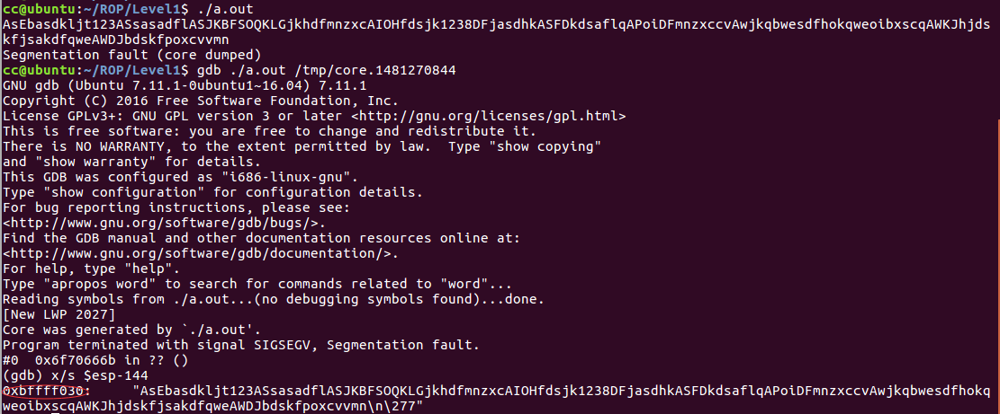 cc@ubuntu:~/ROP/Level1$ ./a.out
AsEbasdkljt123ASsasadflASJKBFSOQKLGjkhdfmnzxcAIOHfdsjk1238DFjasdhkASFDkdsaflqAPoiDFmnzxccvAwjkqbwesdfhokqweoibxscqAWKJhjds
kfjsakdfqweAWDJbdskfpoxcvvmn
Segmentation fault (core dumped)
cc@ubuntu:~/ROP/Level1$ gdb ./a.out /tmp/core.1481270844
GNU gdb (Ubuntu 7.11.1-0ubuntu1~16.04) 7.11.1
Copyright (C) 2016 Free Software Foundation, Inc.
License GPLv3+: GNU GPL version 3 or later <http://gnu.org/licenses/gpl.html>
This is free software: you are free to change and redistribute it.
There is NO WARRANTY, to the extent permitted by law.  Type "show copying"
and "show warranty" for details.
This GDB was configured as "i686-linux-gnu".
Type "show configuration" for configuration details.
For bug reporting instructions, please see:
<http://www.gnu.org/software/gdb/bugs/>.
Find the GDB manual and other documentation resources online at:
<http://www.gnu.org/software/gdb/documentation/>.
For help, type "help".
Type "apropos word" to search for commands related to "word"...
Reading symbols from ./a.out...(no debugging symbols found)...done.
[New LWP 2027]
Core was generated by `./a.out'.
Program terminated with signal SIGSEGV, Segmentation fault.
#0  0x6f70666b in ?? ()
(gdb) x/s $esp-144
0xbffff030:     "AsEbasdkljt123ASsasadflASJKBFSOQKLGjkhdfmnzxcAIOHfdsjk1238DFjasdhkASFDkdsaflqAPoiDFmnzxccvAwjkqbwesdfhokq
weoibxscqAWKJhjdskfjsakdfqweAWDJbdskfpoxcvvmn\n\277"